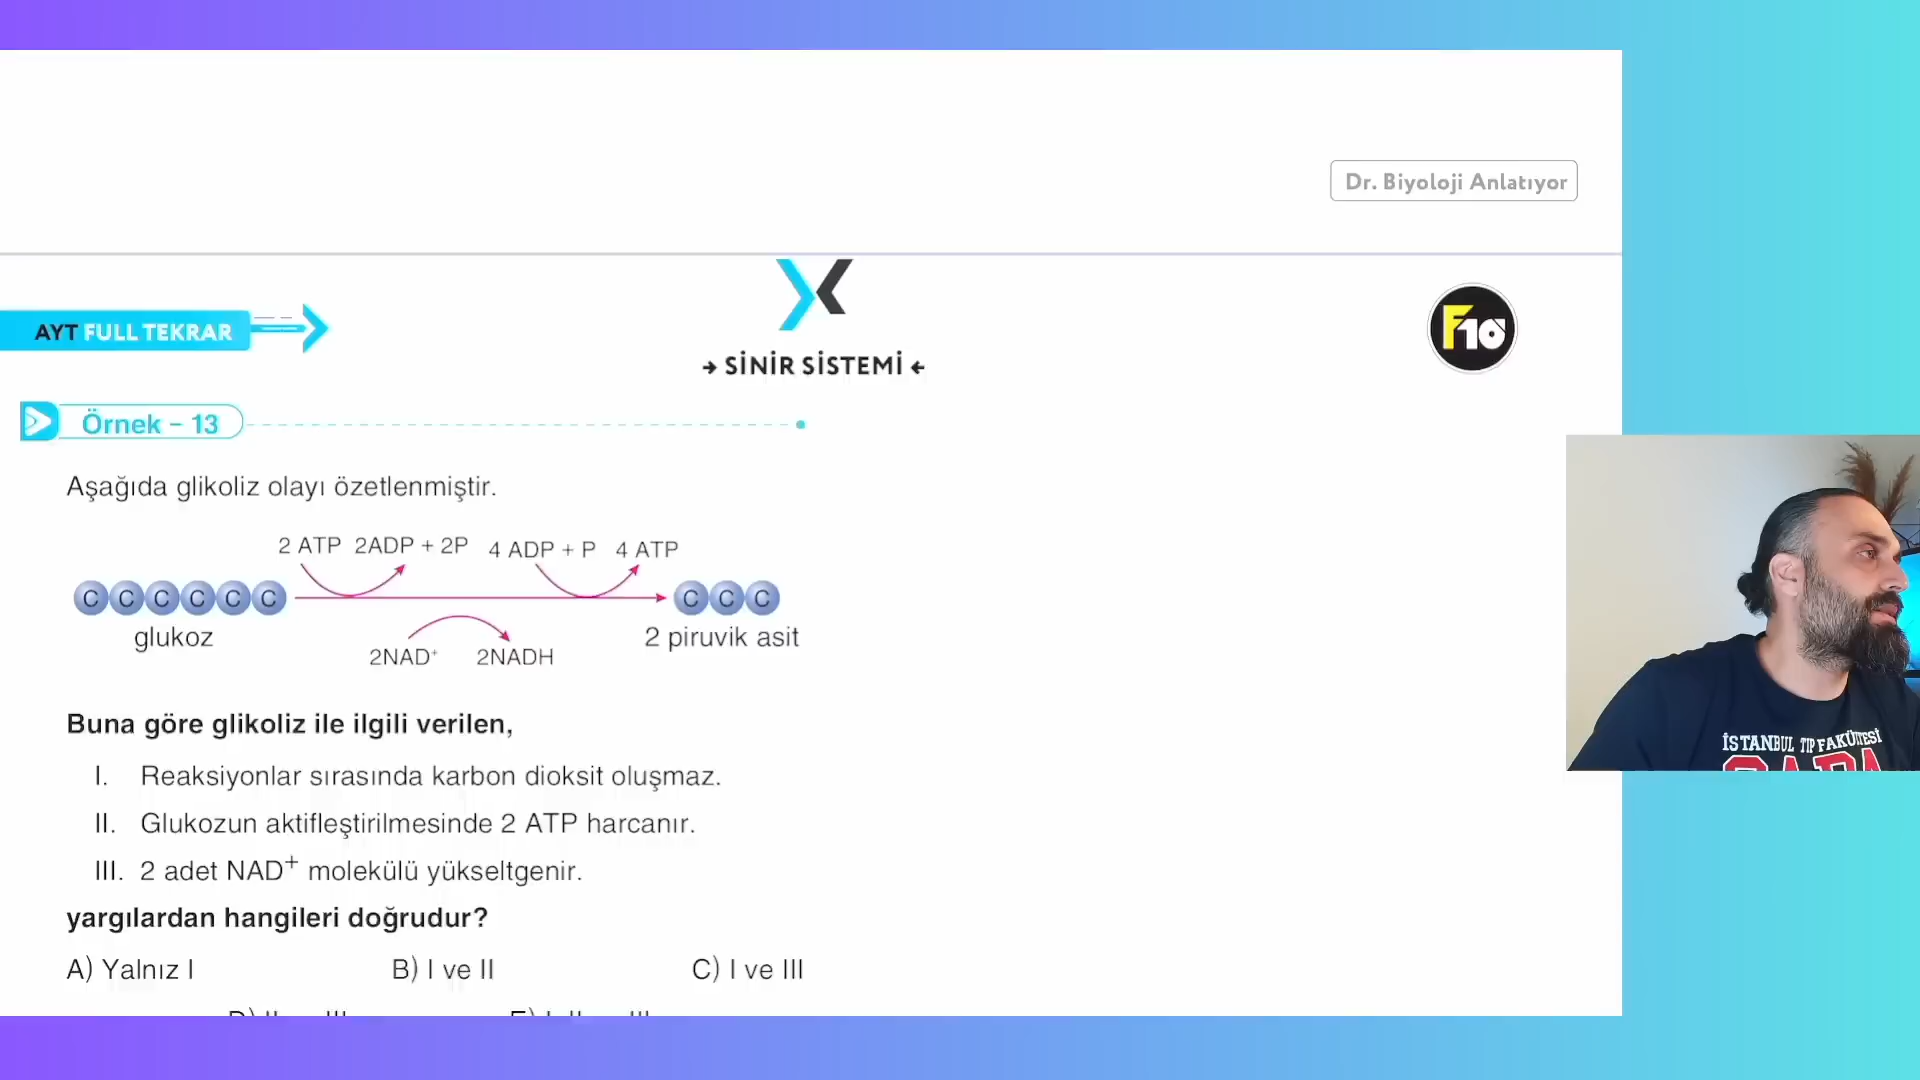 Dr. Biyoloji Anlatıyor
AYT FULL TEKRAR
F10
→ SİNİR SİSTEMİ ←
Örnek – 13
Aşağıda glikoliz olayı özetlenmiştir.
2 ATP 2ADP + 2P 4 ADP + P 4 ATP
C C C C C C C C C
glukoz 2 piruvik asit
2NAD⁺ 2NADH
Buna göre glikoliz ile ilgili verilen,
I. Reaksiyonlar sırasında karbon dioksit oluşmaz.
II. Glukozun aktifleştirilmesinde 2 ATP harcanır.
III. 2 adet NAD⁺ molekülü yükseltgenir.
yargılardan hangileri doğrudur?
A) Yalnız I B) I ve II C) I ve III
İSTANBUL TIP FAKÜLTESİ